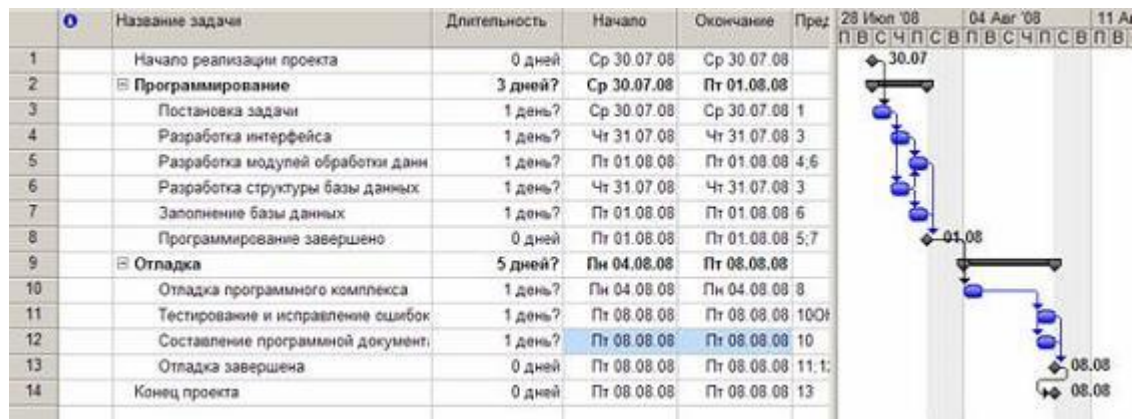 Название задачи Длительность Начало Окончание Пред 28 Июл '08 04 Авг '08 11 А
П В С Ч П С В П В С Ч П С В П В
1 Начало реализации проекта 0 дней Ср 30.07.08 Ср 30.07.08 30.07
2 Программирование 3 дней? Ср 30.07.08 Пт 01.08.08
3 Постановка задачи 1 день? Ср 30.07.08 Ср 30.07.08 1
4 Разработка интерфейса 1 день? Чт 31.07.08 Чт 31.07.08 3
5 Разработка модулей обработки данн 1 день? Пт 01.08.08 Пт 01.08.08 4;6
6 Разработка структуры базы данных 1 день? Чт 31.07.08 Чт 31.07.08 3
7 Заполнение базы данных 1 день? Пт 01.08.08 Пт 01.08.08 6
8 Программирование завершено 0 дней Пт 01.08.08 Пт 01.08.08 5;7 01.08
9 Отладка 5 дней? Пн 04.08.08 Пт 08.08.08
10 Отладка программного комплекса 1 день? Пн 04.08.08 Пн 04.08.08 8
11 Тестирование и исправление ошибок 1 день? Пт 08.08.08 Пт 08.08.08 10ОН
12 Составление программной документа 1 день? Пт 08.08.08 Пт 08.08.08 10
13 Отладка завершена 0 дней Пт 08.08.08 Пт 08.08.08 11;12 08.08
14 Конец проекта 0 дней Пт 08.08.08 Пт 08.08.08 13 08.08